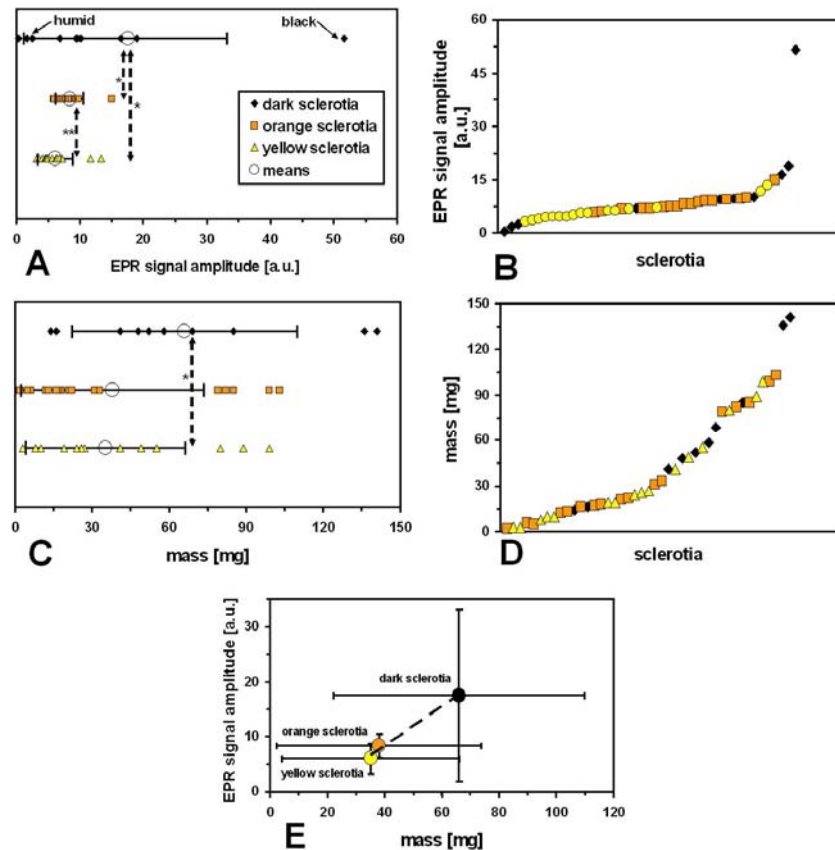 humid
black
*
*
**
dark sclerotia
orange sclerotia
yellow sclerotia
means
0 10 20 30 40 50 60
A
EPR signal amplitude [a.u.]
EPR signal amplitude
[a.u.]
60
45
30
15
0
B
sclerotia
*
0 30 60 90 120 150
C
mass [mg]
mass [mg]
150
120
90
60
30
0
D
sclerotia
EPR signal amplitude [a.u.]
30
20
10
0
dark sclerotia
orange sclerotia
yellow sclerotia
0 20 40 60 80 100 120
E
mass [mg]